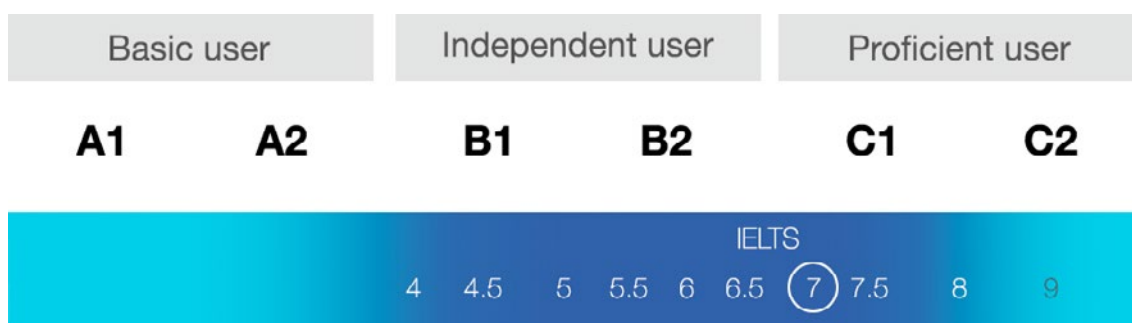 Basic user Independent user Proficient user
A1 A2 B1 B2 C1 C2
IELTS
4 4.5 5 5.5 6 6.5 7 7.5 8 9